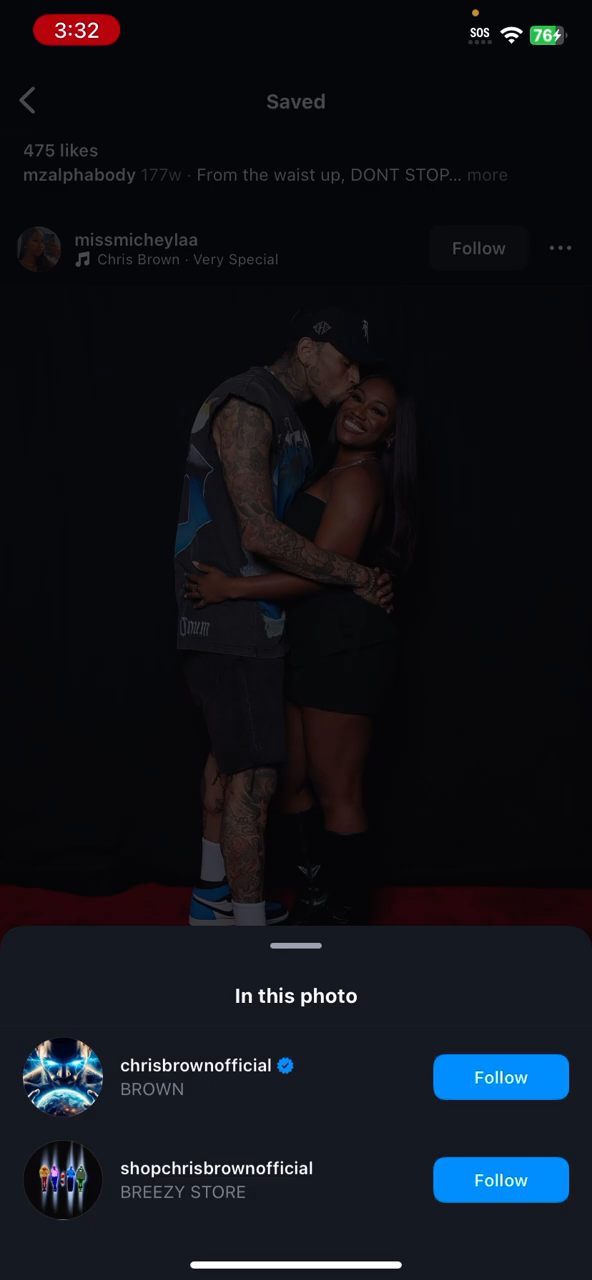 3:32
SOS
76
Saved
475 likes
mzalphabody 177w · From the waist up, DONT STOP... more
missmicheylaa
Follow
Chris Brown · Very Special
In this photo
chrisbrownofficial
BROWN
Follow
shopchrisbrownofficial
BREEZY STORE
Follow